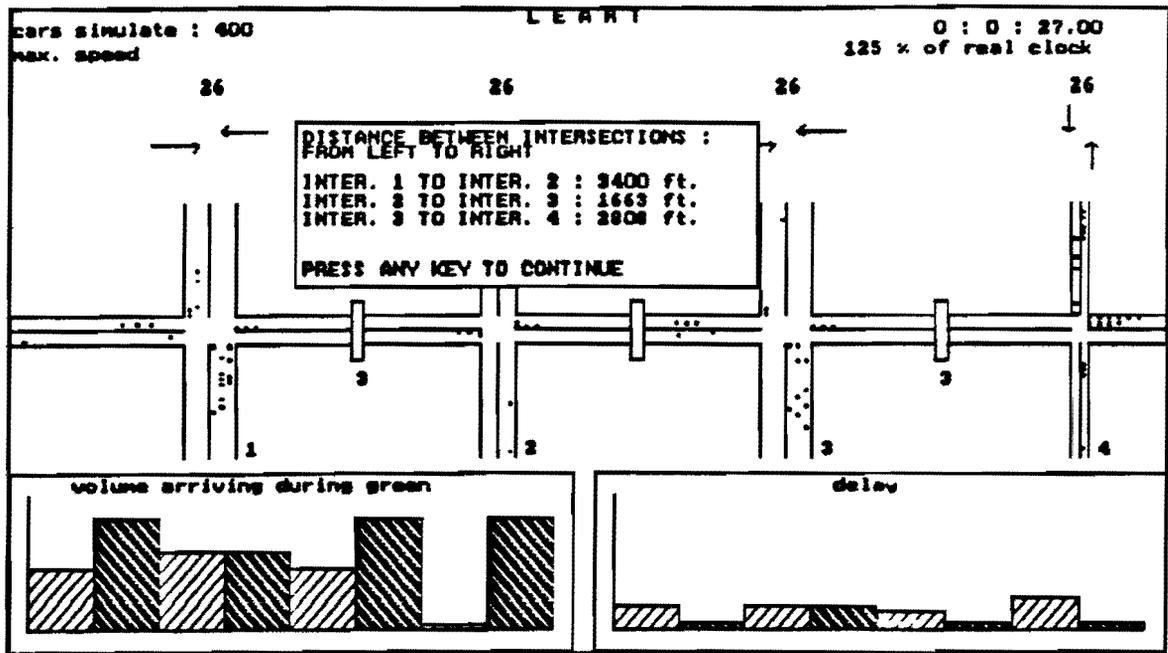 L E A R T
cars simulate : 400
0 : 0 : 27.00
max. speed
125 % of real clock
26
26
26
26
DISTANCE BETWEEN INTERSECTIONS :
FROM LEFT TO RIGHT
INTER. 1 TO INTER. 2 : 3400 ft.
INTER. 2 TO INTER. 3 : 1663 ft.
INTER. 3 TO INTER. 4 : 2808 ft.
PRESS ANY KEY TO CONTINUE
3
3
1
2
3
4
volume arriving during green
delay